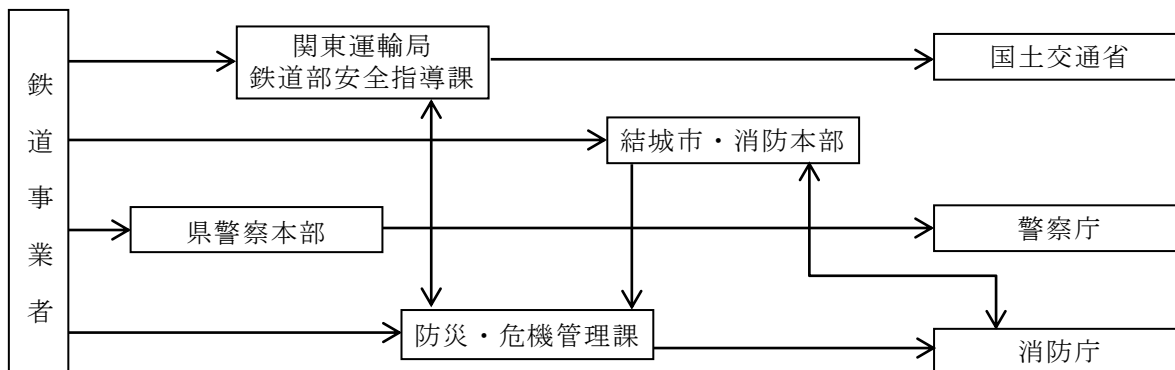 鉄道事業者
関東運輸局
鉄道部安全指導課
国土交通省
結城市・消防本部
県警察本部
警察庁
防災・危機管理課
消防庁